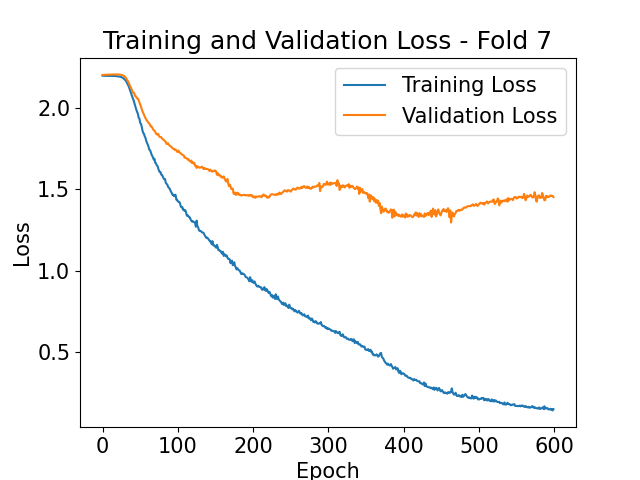 Training and Validation Loss - Fold 7
Training Loss
Validation Loss
2.0
1.5
1.0
0.5
Loss
0 100 200 300 400 500 600
Epoch